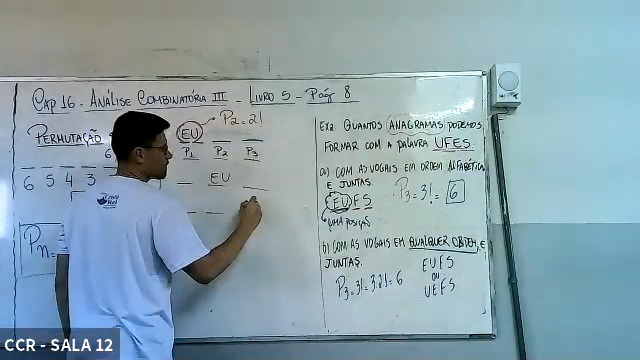 CAP 16 - ANÁLISE COMBINATÓRIA III - LIVRO 5 - PÁG 8
PERMUTAÇÃO
EU P2=2!
P1 P2 P3
6
6 5 4 3
EU
Pn=
EX2: QUANTOS ANAGRAMAS PODEMOS
FORMAR COM A PALAVRA UFES.
a) COM AS VOGAIS EM ORDEM ALFABÉTICA
E JUNTAS.
P3=3!=6
EU F S
UMA POSIÇÃO
b) COM AS VOGAIS EM QUALQUER ORDEM, E
JUNTAS.
EUFS
OU
UEFS
P3=3!=3.2.1=6
CCR - SALA 12